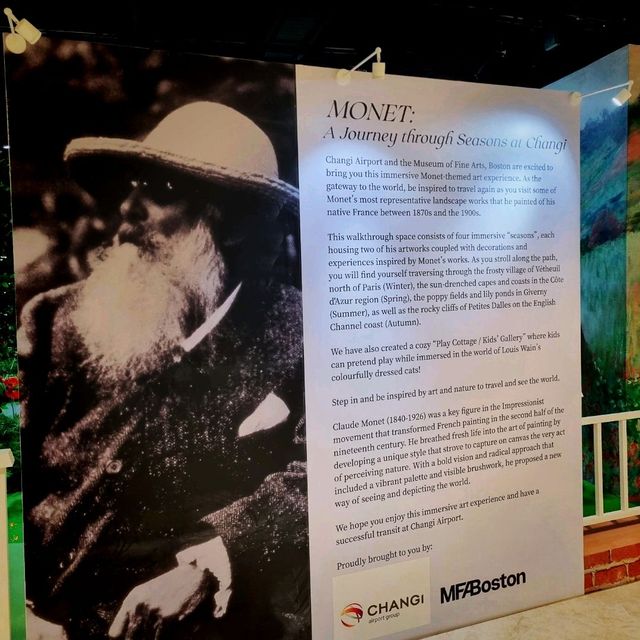 MONET:
A Journey through Seasons at Changi
Changi Airport and the Museum of Fine Arts, Boston are excited to
bring you this immersive Monet-themed art experience. As the
gateway to the world, be inspired to travel again as you visit some of
Monet's most representative landscape works that he painted of his
native France between 1870s and the 1900s.
This walkthrough space consists of four immersive "seasons", each
housing two of his artworks coupled with decorations and
experiences inspired by Monet's works. As you stroll along the path,
you will find yourself traversing through the frosty village of Vétheuil
north of Paris (Winter), the sun-drenched capes and coasts in the Côte
d'Azur region (Spring), the poppy fields and lily ponds in Giverny
(Summer), as well as the rocky cliffs of Petites Dalles on the English
Channel coast (Autumn).
We have also created a cozy "Play Cottage / Kids' Gallery" where kids
can pretend play while immersed in the world of Louis Wain's
colourfully dressed cats!
Step in and be inspired by art and nature to travel and see the world.
Claude Monet (1840-1926) was a key figure in the Impressionist
movement that transformed French painting in the second half of the
nineteenth century. He breathed fresh life into the art of painting by
developing a unique style that strove to capture on canvas the very act
of perceiving nature. With a bold vision and radical approach that
included a vibrant palette and visible brushwork, he proposed a new
way of seeing and depicting the world.
We hope you enjoy this immersive art experience and have a
successful transit at Changi Airport.
Proudly brought to you by:
CHANGI
airport group
MFABoston